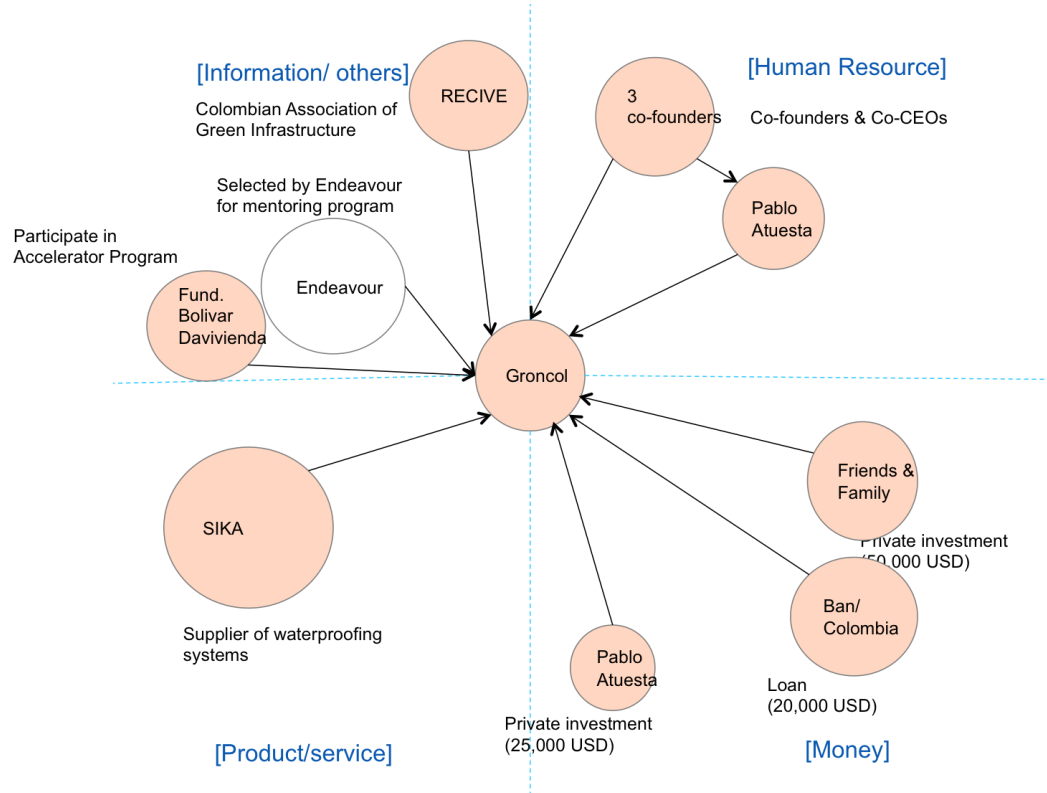 [Information/ others]
Colombian Association of
Green Infrastructure
RECIVE
Selected by Endeavour
for mentoring program
Participate in
Accelerator Program
Endeavour
Fund.
Bolivar
Davivienda
[Human Resource]
3
co-founders
Co-founders & Co-CEOs
Pablo
Atuesta
Groncol
SIKA
Supplier of waterproofing
systems
[Product/service]
Friends &
Family
Private investment
(50,000 USD)
Ban/
Colombia
Loan
(20,000 USD)
Pablo
Atuesta
Private investment
(25,000 USD)
[Money]